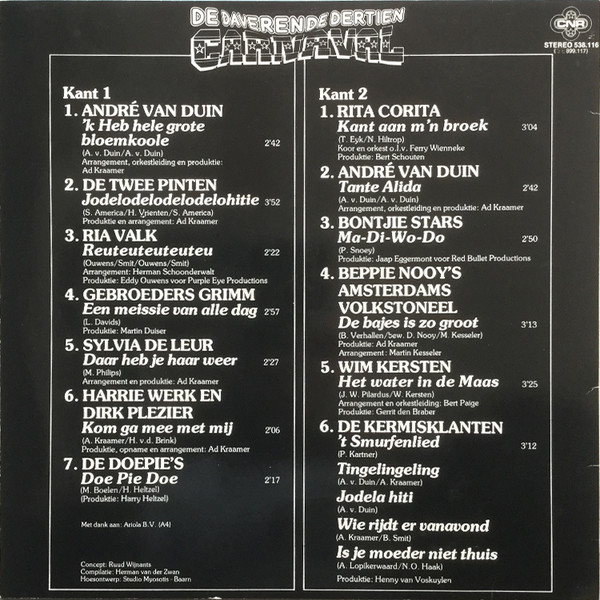 DE DAVERENDE DERTIEN
CARNAVAL
CNR
STEREO 538.116
Kant 1
1. ANDRÉ VAN DUIN
'k Heb hele grote
bloemkoole 2'42
(A. v. Duin/A. v. Duin)
Arrangement, orkestleiding en produktie:
Ad Kraamer
2. DE TWEE PINTEN
Jodelodelodelodelohitie 3'52
(S. America/H. Vrienten/S. America)
Produktie en arrangement: Ad Kraamer
3. RIA VALK
Reuteuteuteuteu 2'22
(Ouwens/Smit/Ouwens/Smit)
Arrangement: Herman Schoonderwalt
Produktie: Eddy Ouwens voor Purple Eye Productions
4. GEBROEDERS GRIMM
Een meissie van alle dag 2'57
(L. Davids)
Produktie: Martin Duiser
5. SYLVIA DE LEUR
Daar heb je haar weer 2'27
(M. Philips)
Arrangement en produktie: Ad Kraamer
6. HARRIE WERK EN
DIRK PLEZIER
Kom ga mee met mij 2'06
(A. Kraamer/H. v.d. Brink)
Produktie, opname en arrangement: Ad Kraamer
7. DE DOEPIE'S
Doe Pie Doe 2'17
(M. Boelen/H. Heltzel)
(Produktie: Harry Heltzel)
Met dank aan: Ariola B.V. (A4)
Concept: Ruud Wijnants
Compilatie: Herman van der Zwan
Hoesontwerp: Studio Myosotis - Baarn
Kant 2
1. RITA CORITA
Kant aan m'n broek 3'04
(T. Eyk/N. Hiltrop)
Koor en orkest o.l.v. Ferry Wienneke
Produktie: Bert Schouten
2. ANDRÉ VAN DUIN
Tante Alida 2'42
(A. v. Duin/A. v. Duin)
Arrangement, orkestleiding en produktie: Ad Kraamer
3. BONTJIE STARS
Ma-Di-Wo-Do 2'50
(P. Snoey)
Produktie: Jaap Eggermont voor Red Bullet Productions
4. BEPPIE NOOY'S
AMSTERDAMS
VOLKSTONEEL
De bajes is zo groot 3'13
(B. Verhallen/bew. D. Nooy/M. Kesseler)
Produktie: Ad Kraamer
Arrangement: Martin Kesseler
5. WIM KERSTEN
Het water in de Maas 3'25
(J. W. Pilardus/W. Kersten)
Arrangement en orkestleiding: Bert Paige
Produktie: Gerrit den Braber
6. DE KERMISKLANTEN
't Smurfenlied 3'12
(P. Kartner)
Tingelingeling
(A. v. Duin/A. Kraamer)
Jodela hiti
(A. v. Duin)
Wie rijdt er vanavond
(A. Kraamer/B. Smit)
Is je moeder niet thuis
(A. Lopikerwaard/N.O. Haak)
Produktie: Henny van Voskuylen